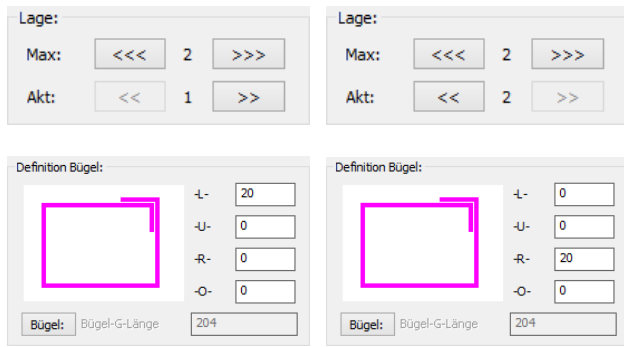 Lage:
Max: <<< 2 >>>
Akt: << 1 >>
Lage:
Max: <<< 2 >>>
Akt: << 2 >>
Definition Bügel:
-L- 20
-U- 0
-R- 0
-O- 0
Bügel: Bügel-G-Länge 204
Definition Bügel:
-L- 0
-U- 0
-R- 20
-O- 0
Bügel: Bügel-G-Länge 204